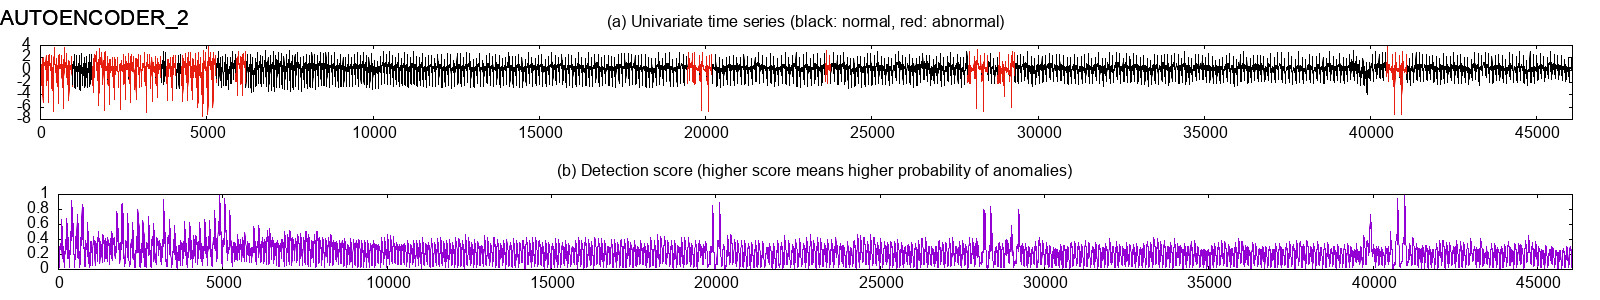 AUTOENCODER_2
(a) Univariate time series (black: normal, red: abnormal)
4
2
0
-2
-4
-6
-8
0 5000 10000 15000 20000 25000 30000 35000 40000 45000
(b) Detection score (higher score means higher probability of anomalies)
1
0.8
0.6
0.4
0.2
0
0 5000 10000 15000 20000 25000 30000 35000 40000 45000